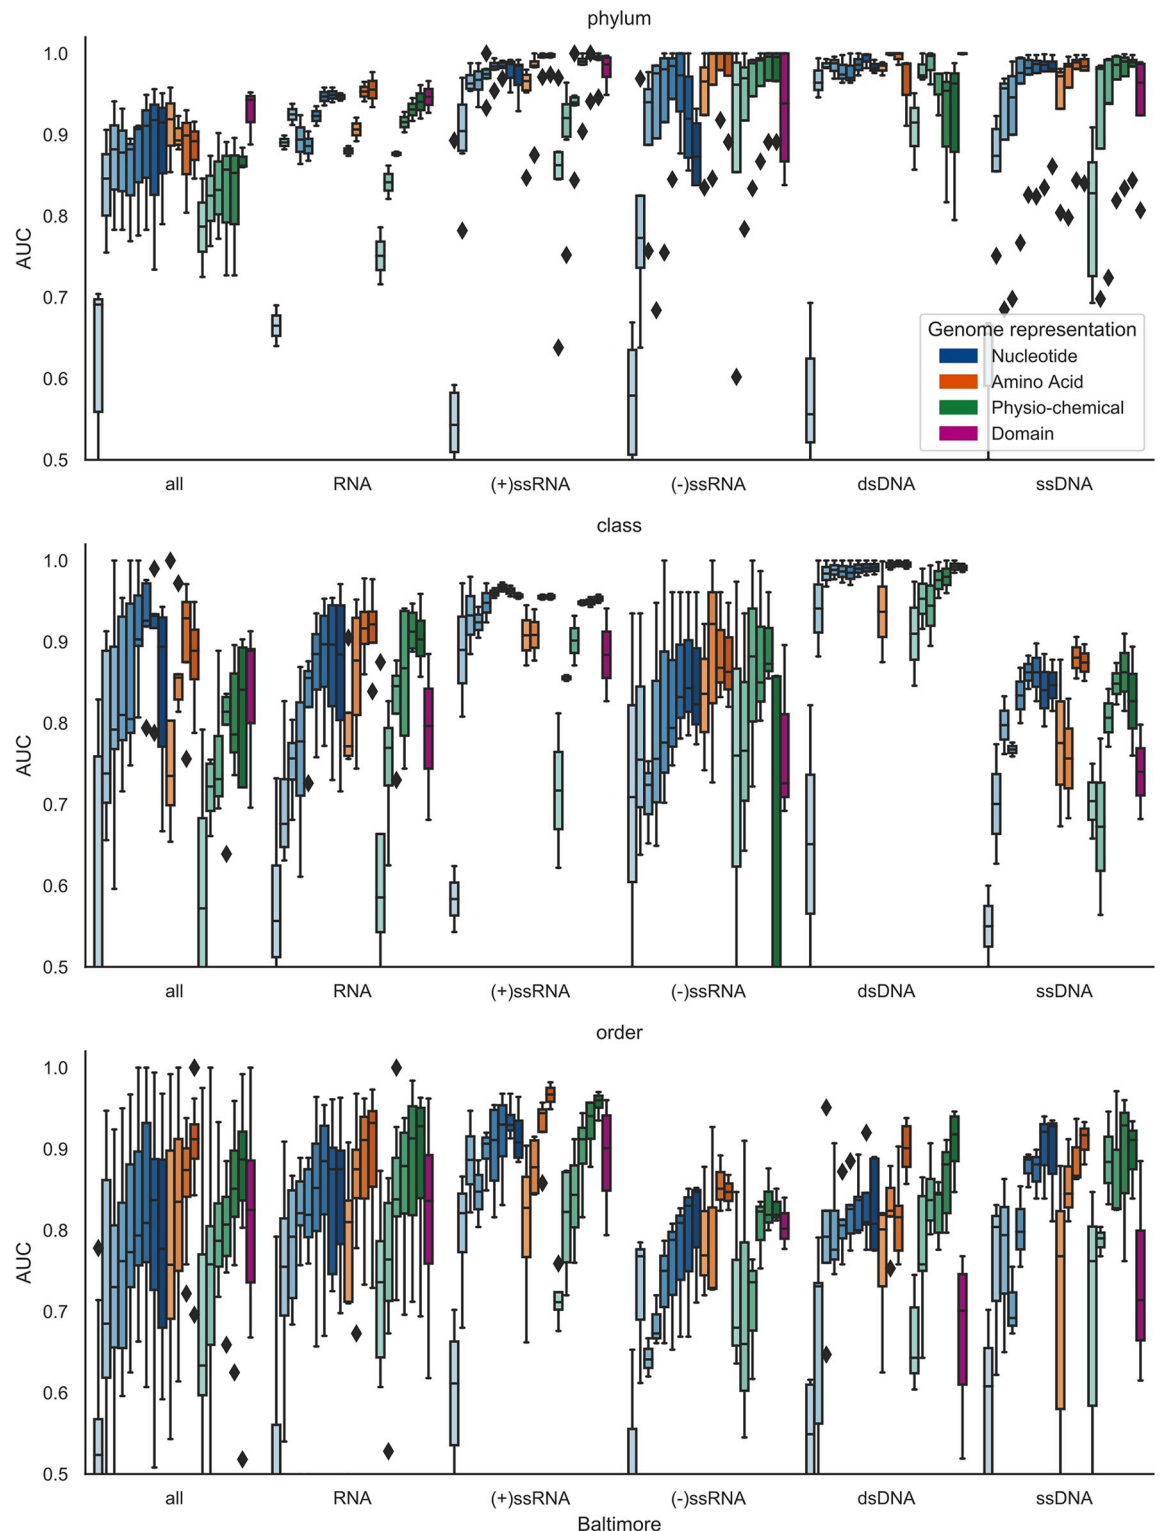 phylum
1.0
0.9
0.8
0.7
0.6
0.5
AUC
Genome representation
Nucleotide
Amino Acid
Physio-chemical
Domain
all RNA (+)ssRNA (-)ssRNA dsDNA ssDNA
class
1.0
0.9
0.8
0.7
0.6
0.5
AUC
all RNA (+)ssRNA (-)ssRNA dsDNA ssDNA
order
1.0
0.9
0.8
0.7
0.6
0.5
AUC
all RNA (+)ssRNA (-)ssRNA dsDNA ssDNA
Baltimore